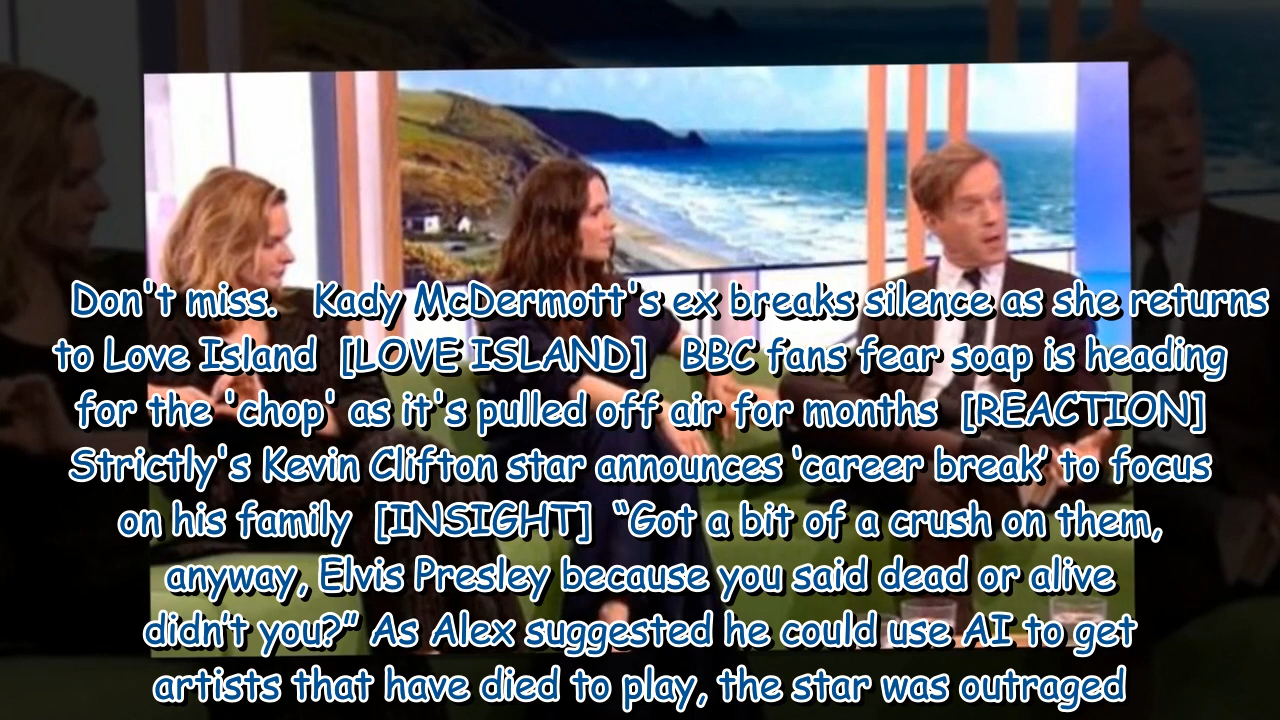 Don't miss.   Kady McDermott's ex breaks silence as she returns
to Love Island  [LOVE ISLAND]   BBC fans fear soap is heading
for the 'chop' as it's pulled off air for months  [REACTION]
Strictly's Kevin Clifton star announces ‘career break’ to focus
on his family  [INSIGHT]  “Got a bit of a crush on them,
anyway, Elvis Presley because you said dead or alive
didn’t you?” As Alex suggested he could use AI to get
artists that have died to play, the star was outraged